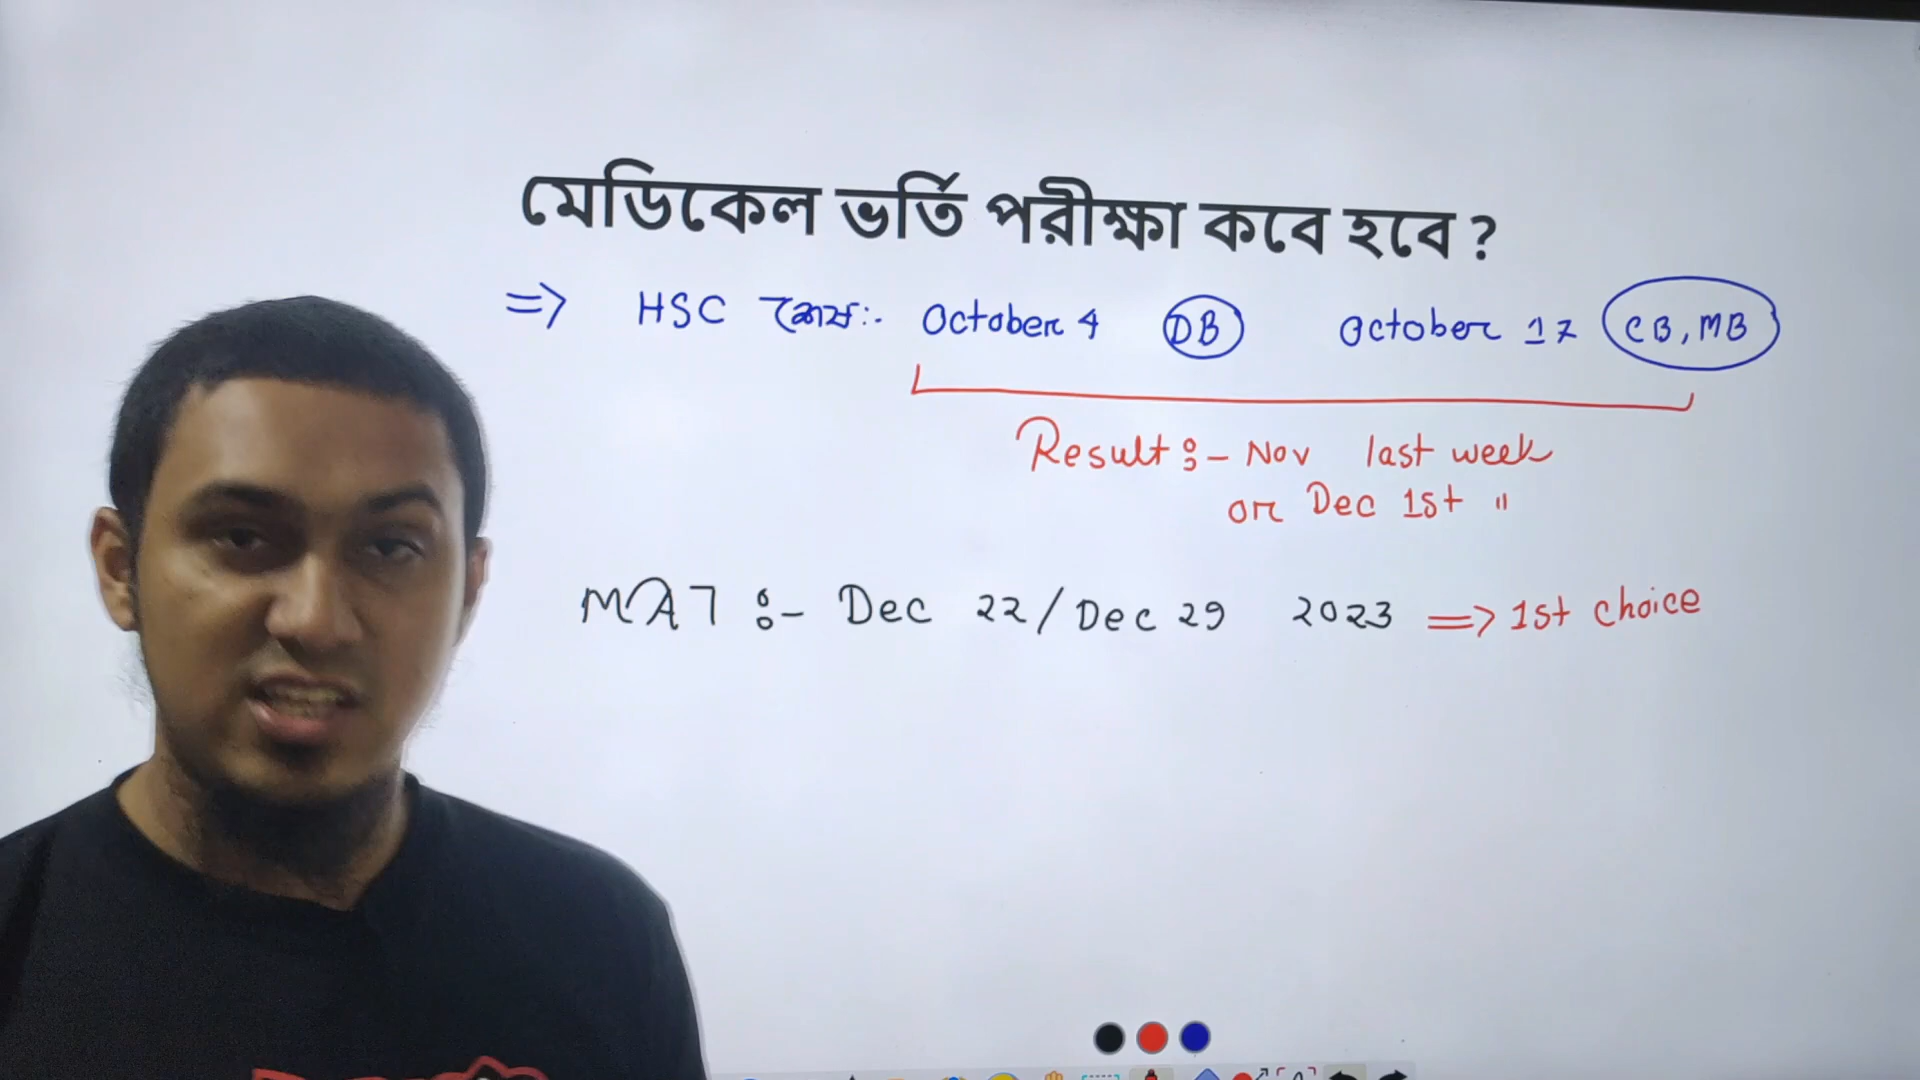 মেডিকেল ভর্তি পরীক্ষা কবে হবে ?
=> HSC শেষঃ- October 4 DB October 17 CB, MB
Result :- Nov last week
or Dec 1st "
MAT :- Dec 22 / Dec 29 2023 => 1st choice